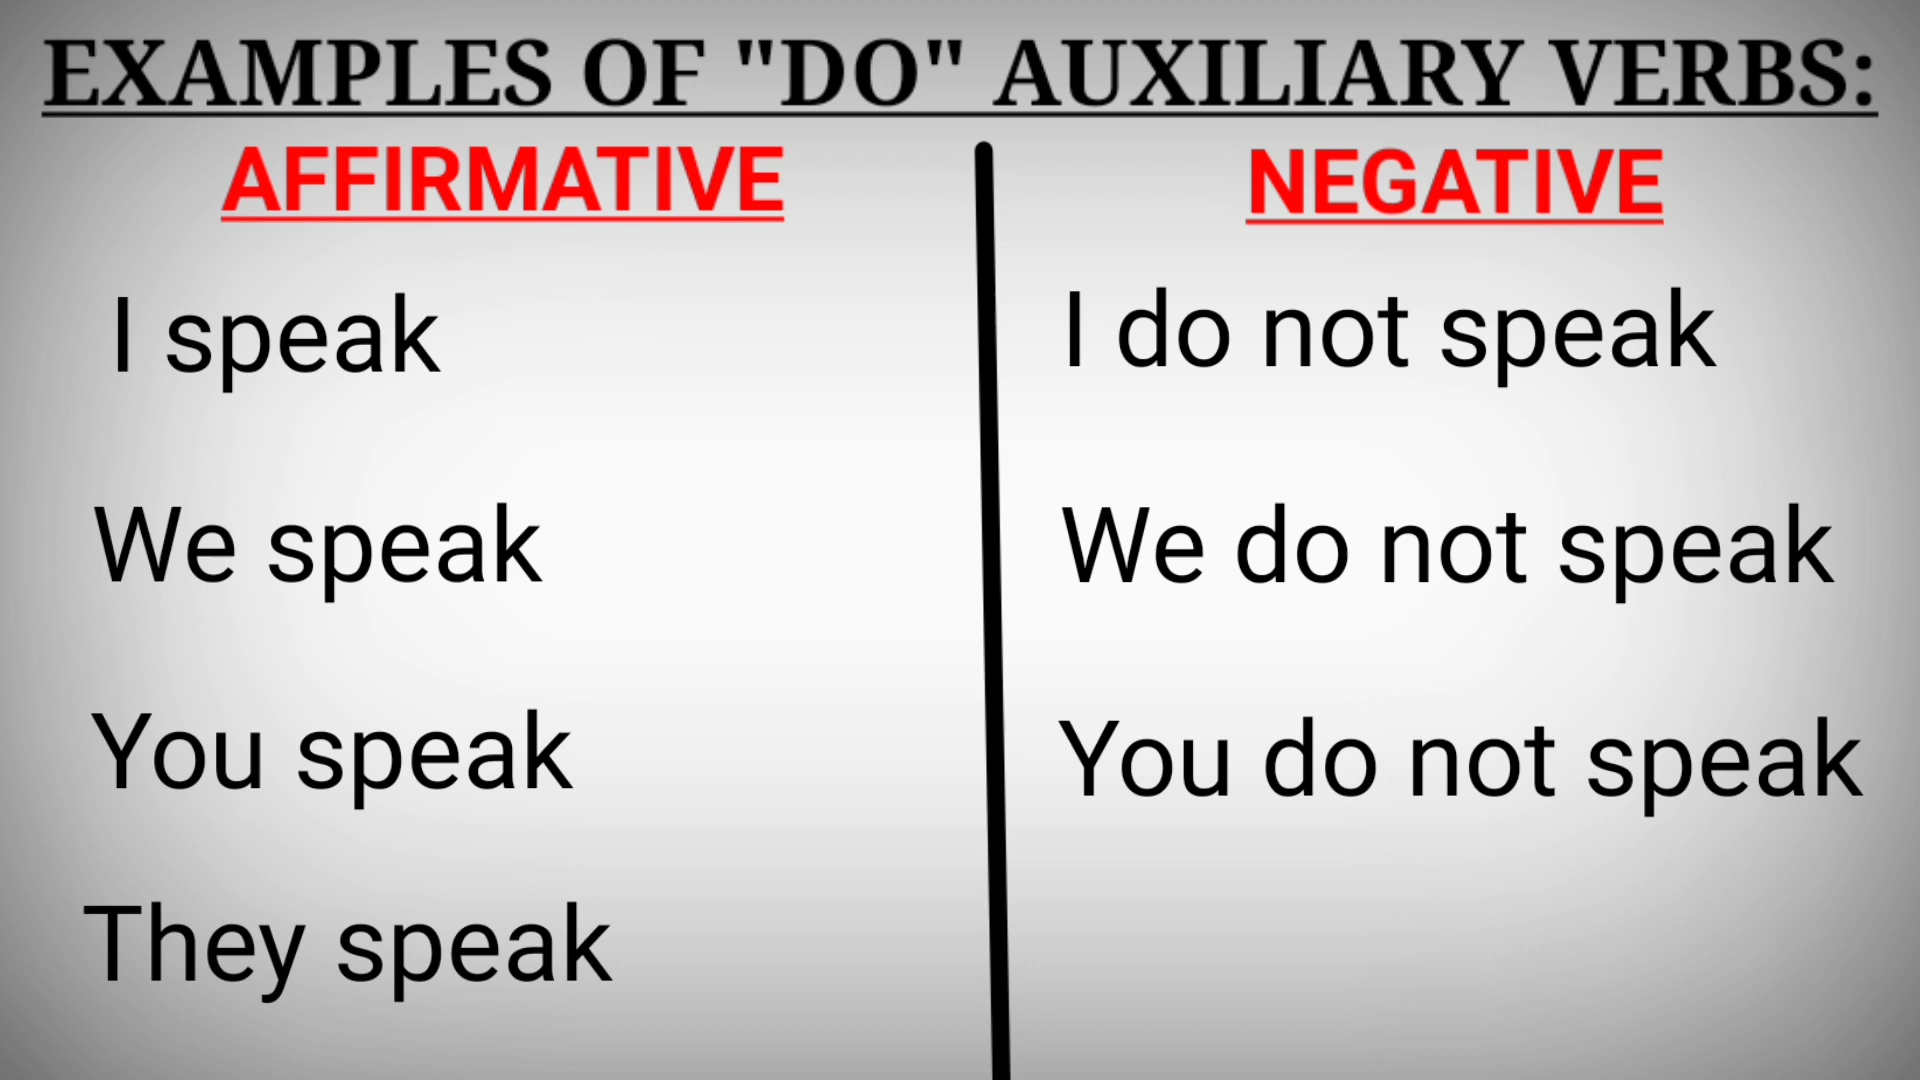 EXAMPLES OF "DO" AUXILIARY VERBS:
AFFIRMATIVE
I speak
We speak
You speak
They speak
NEGATIVE
I do not speak
We do not speak
You do not speak